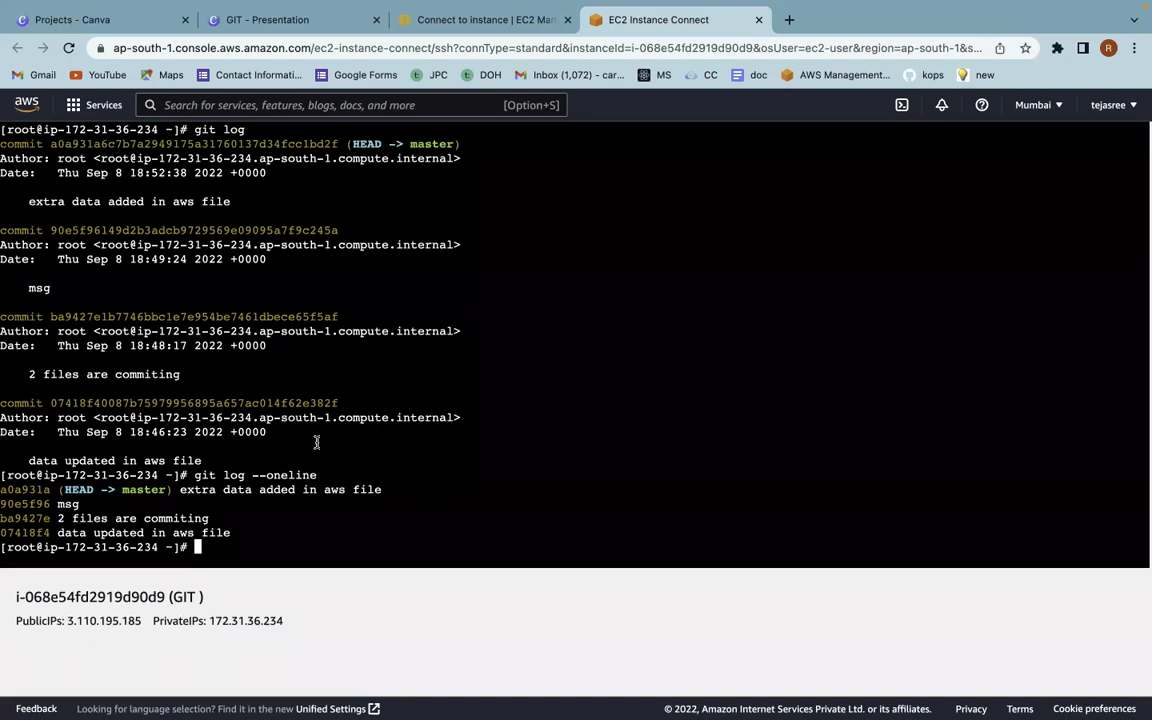 Projects - Canva
GIT - Presentation
Connect to instance | EC2 Man
EC2 Instance Connect
ap-south-1.console.aws.amazon.com/ec2-instance-connect/ssh?connType=standard&instanceId=i-068e54fd2919d90d9&osUser=ec2-user&region=ap-south-1&s...
Gmail
YouTube
Maps
Contact Informati...
Google Forms
JPC
DOH
Inbox (1,072) - car...
MS
CC
doc
AWS Management...
kops
new
aws
Services
Search for services, features, blogs, docs, and more
[Option+S]
Mumbai
tejasree
[root@ip-172-31-36-234 ~]# git log
commit a0a931a6c7b7a2949175a31760137d34fcc1bd2f (HEAD -> master)
Author: root <root@ip-172-31-36-234.ap-south-1.compute.internal>
Date: Thu Sep 8 18:52:38 2022 +0000
extra data added in aws file
commit 90e5f96149d2b3adcb9729569e09095a7f9c245a
Author: root <root@ip-172-31-36-234.ap-south-1.compute.internal>
Date: Thu Sep 8 18:49:24 2022 +0000
msg
commit ba9427e1b7746bbc1e7e954be7461dbece65f5af
Author: root <root@ip-172-31-36-234.ap-south-1.compute.internal>
Date: Thu Sep 8 18:48:17 2022 +0000
2 files are commiting
commit 07418f40087b75979956895a657ac014f62e382f
Author: root <root@ip-172-31-36-234.ap-south-1.compute.internal>
Date: Thu Sep 8 18:46:23 2022 +0000
data updated in aws file
[root@ip-172-31-36-234 ~]# git log --oneline
a0a931a (HEAD -> master) extra data added in aws file
90e5f96 msg
ba9427e 2 files are commiting
07418f4 data updated in aws file
[root@ip-172-31-36-234 ~]#
i-068e54fd2919d90d9 (GIT )
PublicIPs: 3.110.195.185 PrivateIPs: 172.31.36.234
Feedback
Looking for language selection? Find it in the new Unified Settings
© 2022, Amazon Internet Services Private Ltd. or its affiliates.
Privacy
Terms
Cookie preferences
R